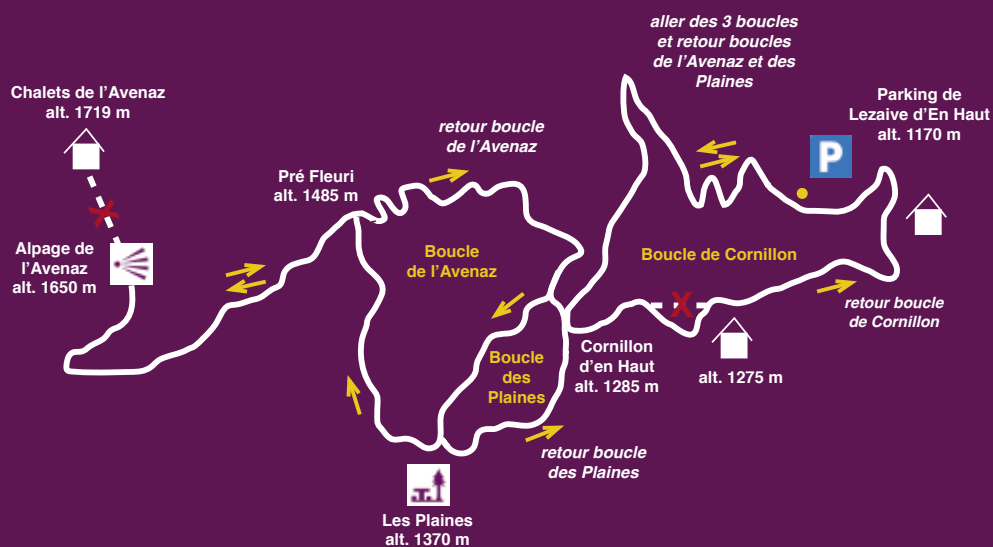 aller des 3 boucles
et retour boucles
de l'Avenaz et des
Plaines
Chalets de l'Avenaz
alt. 1719 m
Parking de
Lezaive d'En Haut
alt. 1170 m
retour boucle
de l'Avenaz
P
Pré Fleuri
alt. 1485 m
Alpage de
l'Avenaz
alt. 1650 m
Boucle
de l'Avenaz
Boucle de Cornillon
retour boucle
de Cornillon
Boucle
des
Plaines
Cornillon
d'en Haut
alt. 1285 m
alt. 1275 m
retour boucle
des Plaines
Les Plaines
alt. 1370 m